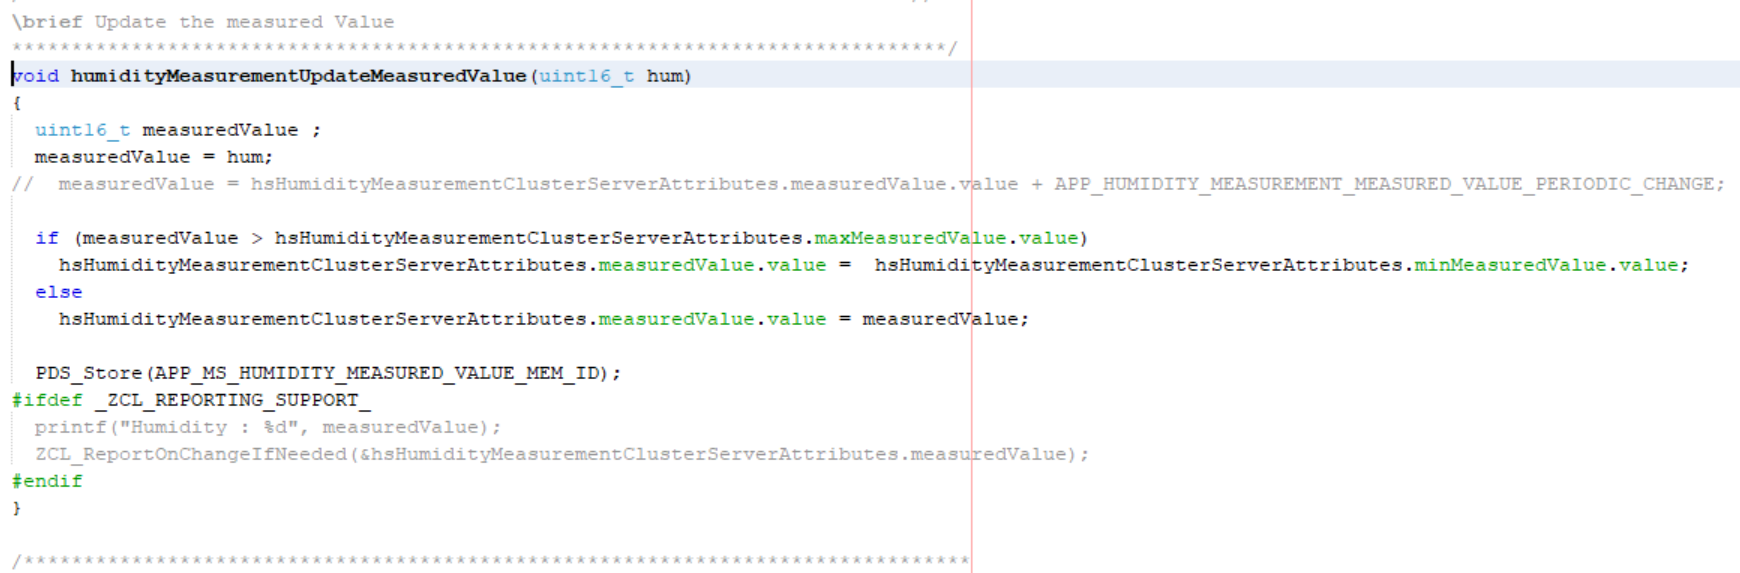 \brief Update the measured Value
******************************************************************************/
void humidityMeasurementUpdateMeasuredValue(uint16_t hum)
{
  uint16_t measuredValue ;
  measuredValue = hum;
//  measuredValue = hsHumidityMeasurementClusterServerAttributes.measuredValue.value + APP_HUMIDITY_MEASUREMENT_MEASURED_VALUE_PERIODIC_CHANGE;
  if (measuredValue > hsHumidityMeasurementClusterServerAttributes.maxMeasuredValue.value)
    hsHumidityMeasurementClusterServerAttributes.measuredValue.value =  hsHumidityMeasurementClusterServerAttributes.minMeasuredValue.value;
  else
    hsHumidityMeasurementClusterServerAttributes.measuredValue.value = measuredValue;
  PDS_Store(APP_MS_HUMIDITY_MEASURED_VALUE_MEM_ID);
#ifdef _ZCL_REPORTING_SUPPORT_
  printf("Humidity : %d", measuredValue);
  ZCL_ReportOnChangeIfNeeded(&hsHumidityMeasurementClusterServerAttributes.measuredValue);
#endif
}
/*******************************************************************************